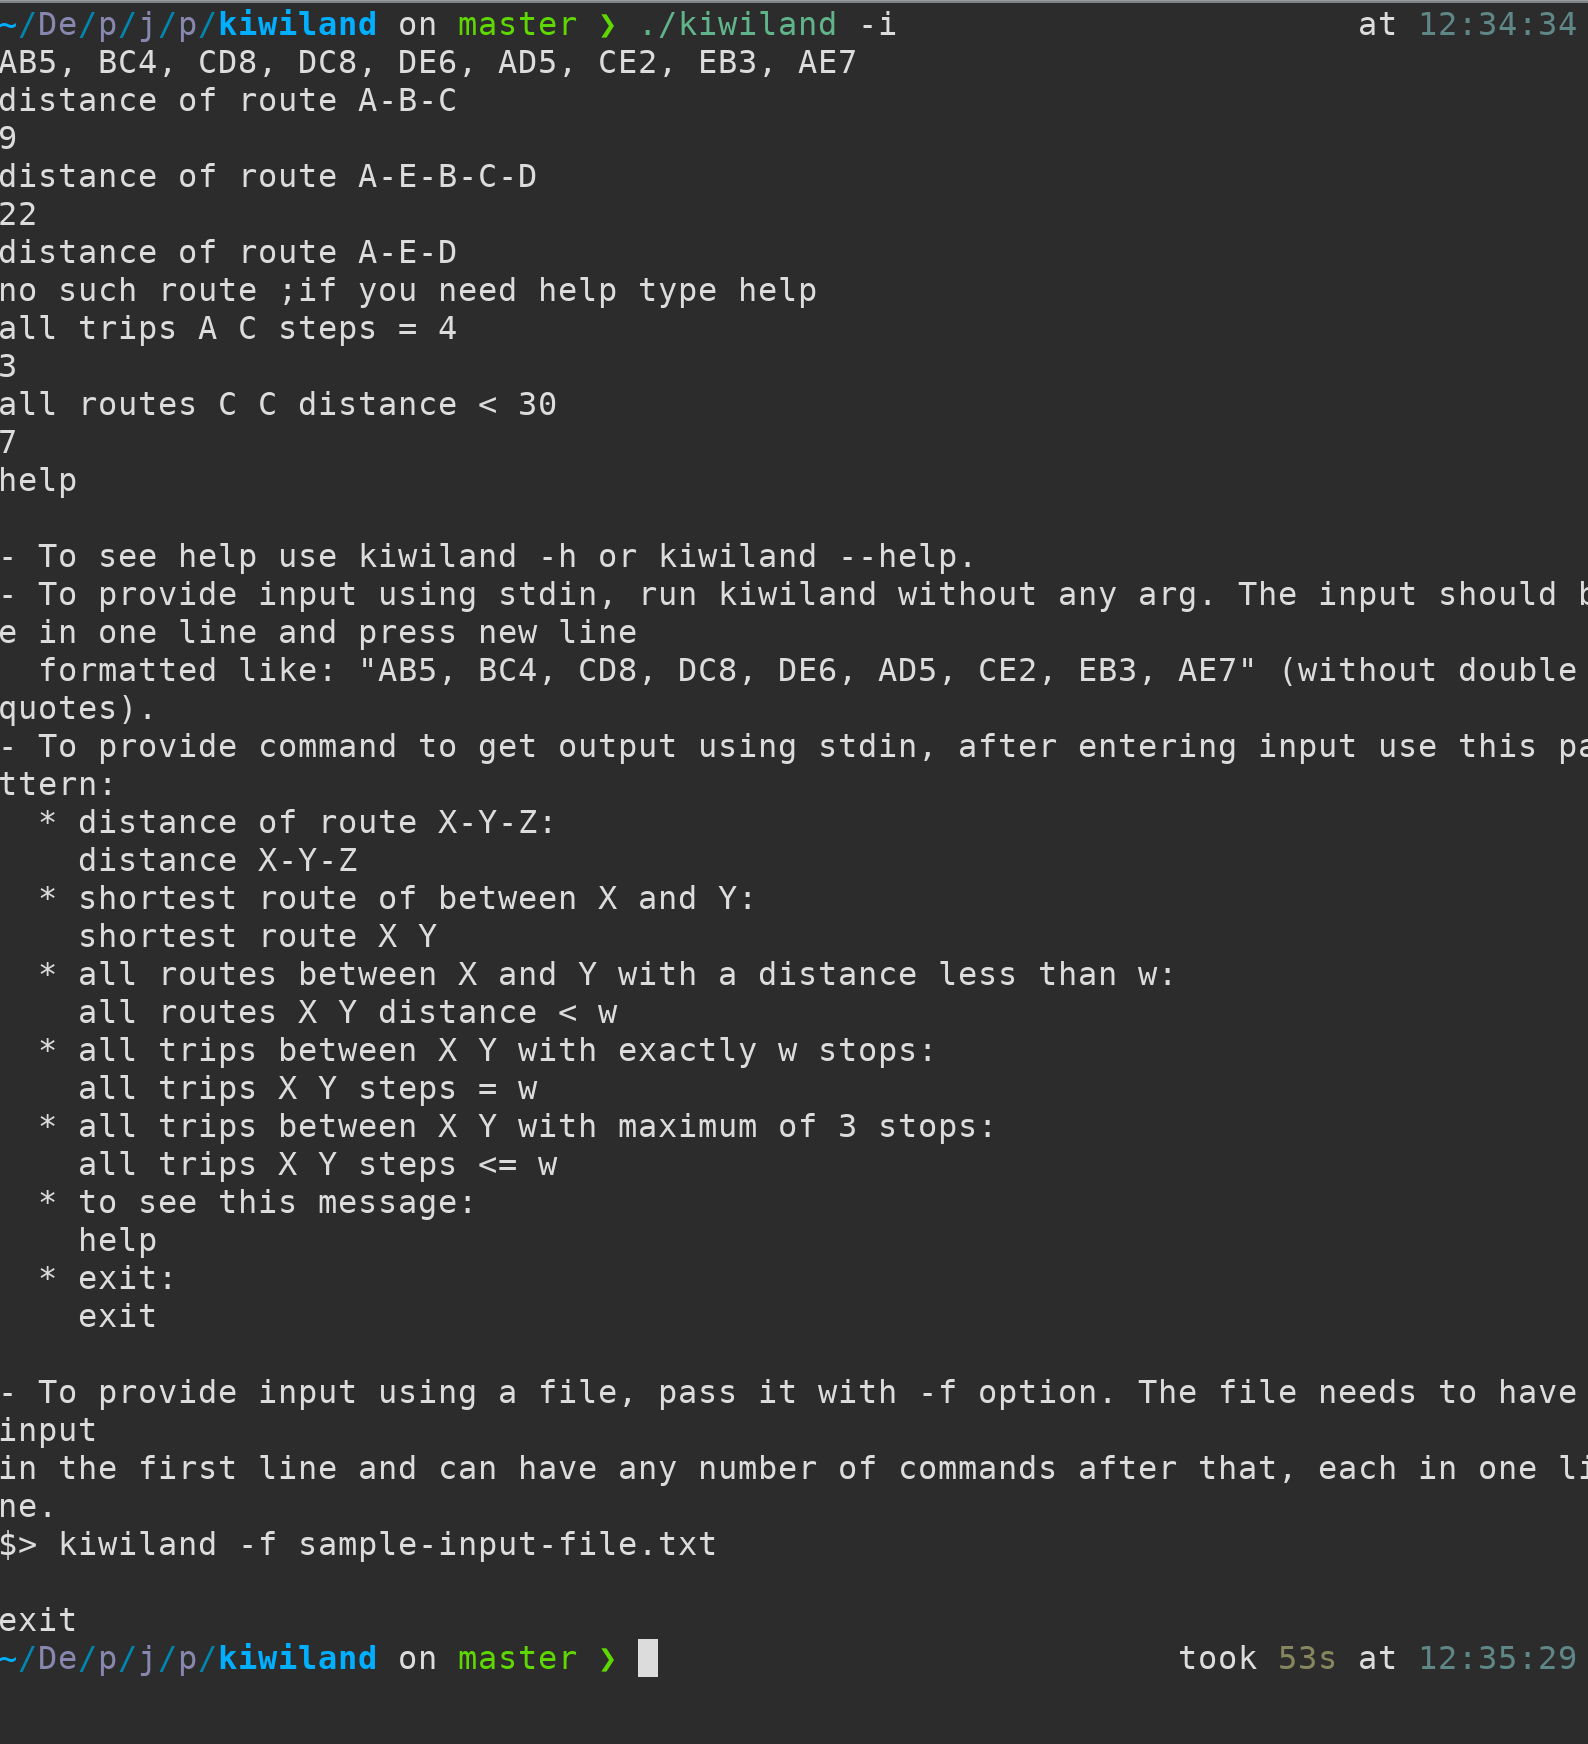 ~/De/p/j/p/kiwiland on master ❯ ./kiwiland -i at 12:34:34
AB5, BC4, CD8, DC8, DE6, AD5, CE2, EB3, AE7
distance of route A-B-C
9
distance of route A-E-B-C-D
22
distance of route A-E-D
no such route ;if you need help type help
all trips A C steps = 4
3
all routes C C distance < 30
7
help

- To see help use kiwiland -h or kiwiland --help.
- To provide input using stdin, run kiwiland without any arg. The input should b
e in one line and press new line
  formatted like: "AB5, BC4, CD8, DC8, DE6, AD5, CE2, EB3, AE7" (without double
quotes).
- To provide command to get output using stdin, after entering input use this pa
ttern:
  * distance of route X-Y-Z:
    distance X-Y-Z
  * shortest route of between X and Y:
    shortest route X Y
  * all routes between X and Y with a distance less than w:
    all routes X Y distance < w
  * all trips between X Y with exactly w stops:
    all trips X Y steps = w
  * all trips between X Y with maximum of 3 stops:
    all trips X Y steps <= w
  * to see this message:
    help
  * exit:
    exit

- To provide input using a file, pass it with -f option. The file needs to have
input
in the first line and can have any number of commands after that, each in one li
ne.
$> kiwiland -f sample-input-file.txt

exit
~/De/p/j/p/kiwiland on master ❯ took 53s at 12:35:29